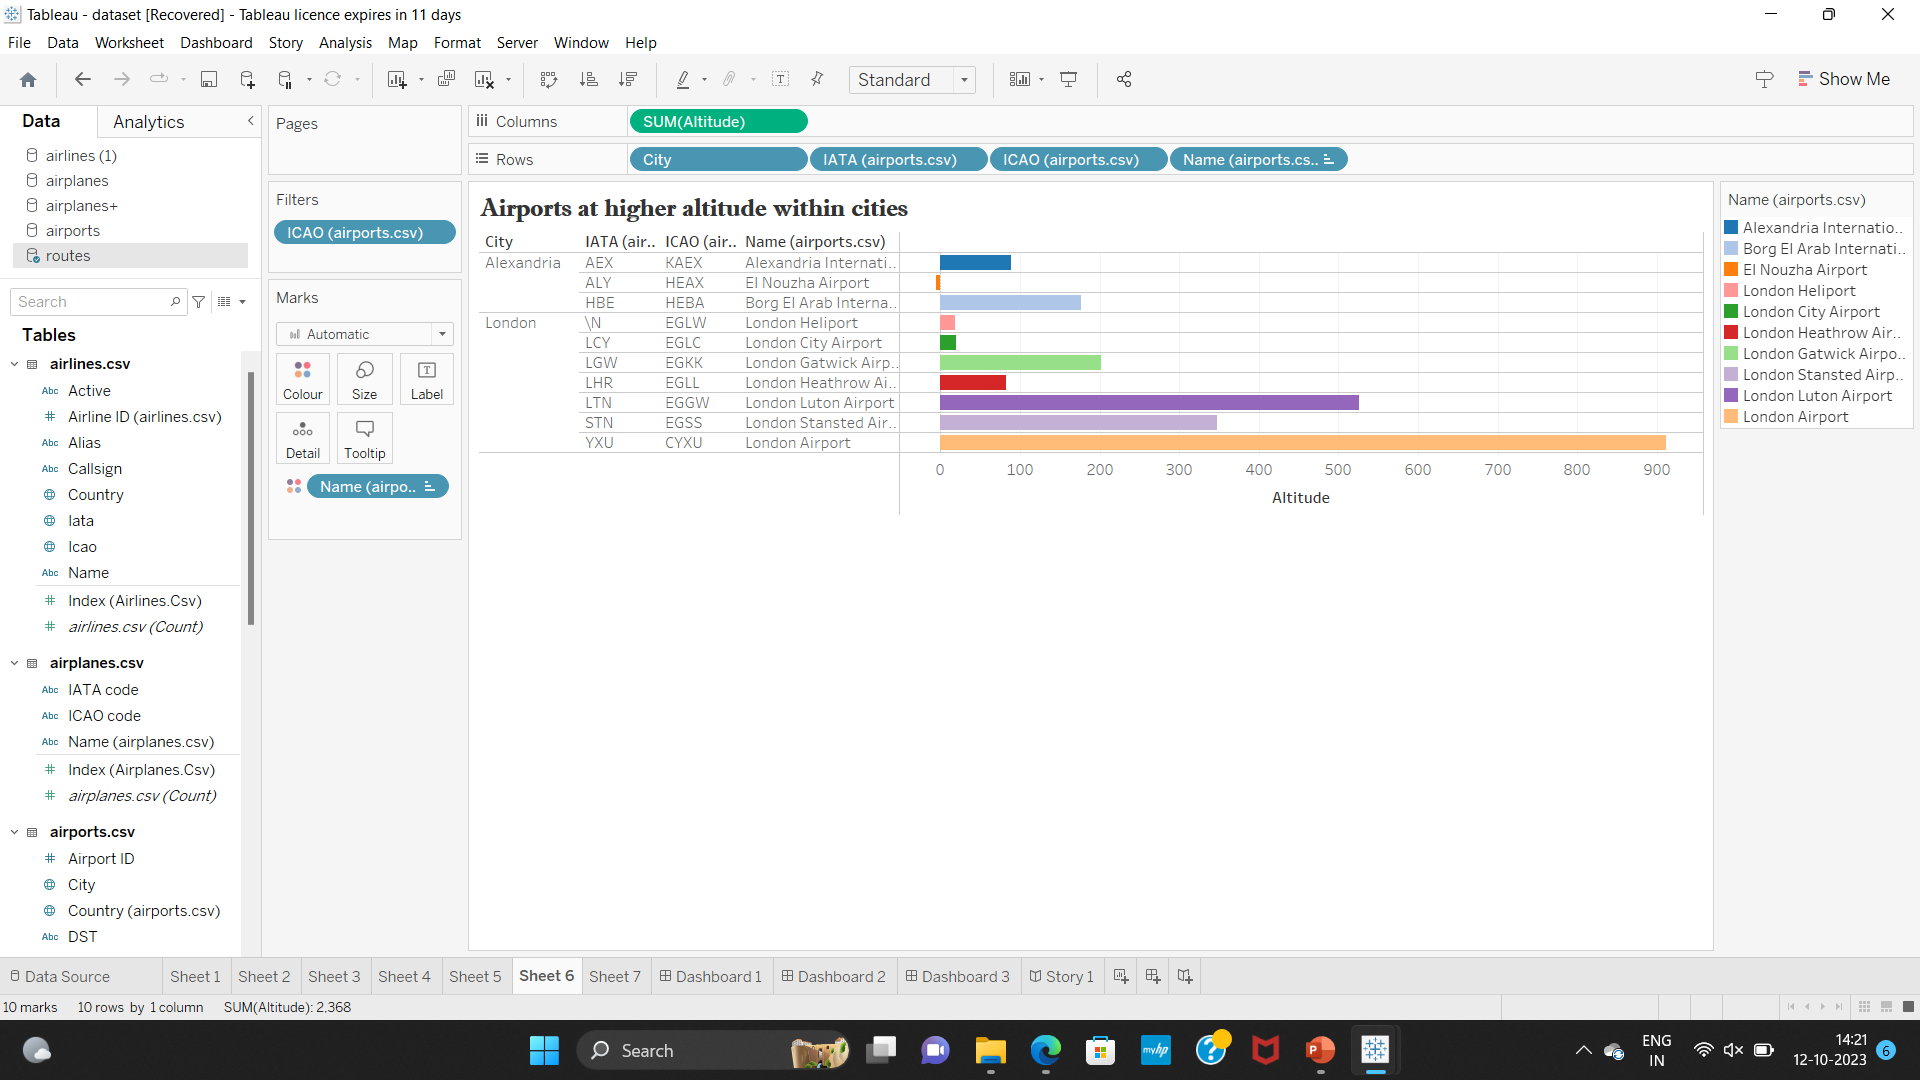 Tableau - dataset [Recovered] - Tableau licence expires in 11 days
File Data Worksheet Dashboard Story Analysis Map Format Server Window Help
Standard
Show Me
Data Analytics
airlines (1)
airplanes
airplanes+
airports
routes
Search
Tables
airlines.csv
Abc Active
# Airline ID (airlines.csv)
Abc Alias
Abc Callsign
Country
Iata
Icao
Abc Name
# Index (Airlines.Csv)
# airlines.csv (Count)
airplanes.csv
Abc IATA code
Abc ICAO code
Abc Name (airplanes.csv)
# Index (Airplanes.Csv)
# airplanes.csv (Count)
airports.csv
# Airport ID
City
Country (airports.csv)
Abc DST
Pages
Filters
ICAO (airports.csv)
Marks
Automatic
Colour Size Label
Detail Tooltip
Name (airpo..
Columns SUM(Altitude)
Rows City IATA (airports.csv) ICAO (airports.csv) Name (airports.cs..
Airports at higher altitude within cities
City IATA (air.. ICAO (air.. Name (airports.csv)
Alexandria AEX KAEX Alexandria Internati..
ALY HEAX El Nouzha Airport
HBE HEBA Borg El Arab Interna..
London \N EGLW London Heliport
LCY EGLC London City Airport
LGW EGKK London Gatwick Airp..
LHR EGLL London Heathrow Ai..
LTN EGGW London Luton Airport
STN EGSS London Stansted Air..
YXU CYXU London Airport
0 100 200 300 400 500 600 700 800 900
Altitude
Name (airports.csv)
Alexandria Internatio..
Borg El Arab Internati..
El Nouzha Airport
London Heliport
London City Airport
London Heathrow Air..
London Gatwick Airpo..
London Stansted Airp..
London Luton Airport
London Airport
Data Source Sheet 1 Sheet 2 Sheet 3 Sheet 4 Sheet 5 Sheet 6 Sheet 7 Dashboard 1 Dashboard 2 Dashboard 3 Story 1
10 marks 10 rows by 1 column SUM(Altitude): 2,368
Search
myhp
ENG
IN
14:21
12-10-2023
6